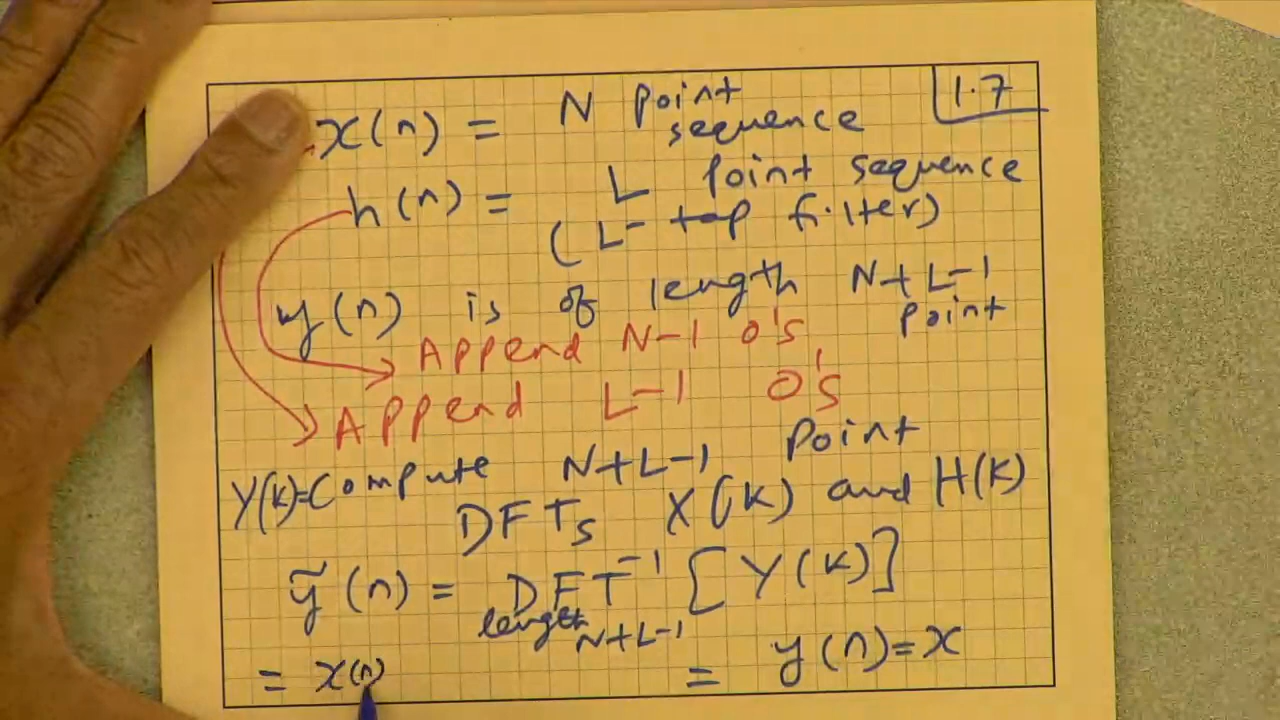 1.7
x(n) = N point sequence
h(n) = L point sequence
(L- tap filter)
y(n) is of length N+L-1 point
Append N-1 0's
Append L-1 0's
Y(k)=Compute N+L-1 point
DFTs X(k) and H(k)
ỹ(n) = DFT⁻¹ [Y(k)]
length N+L-1
= x(n) = y(n)=x